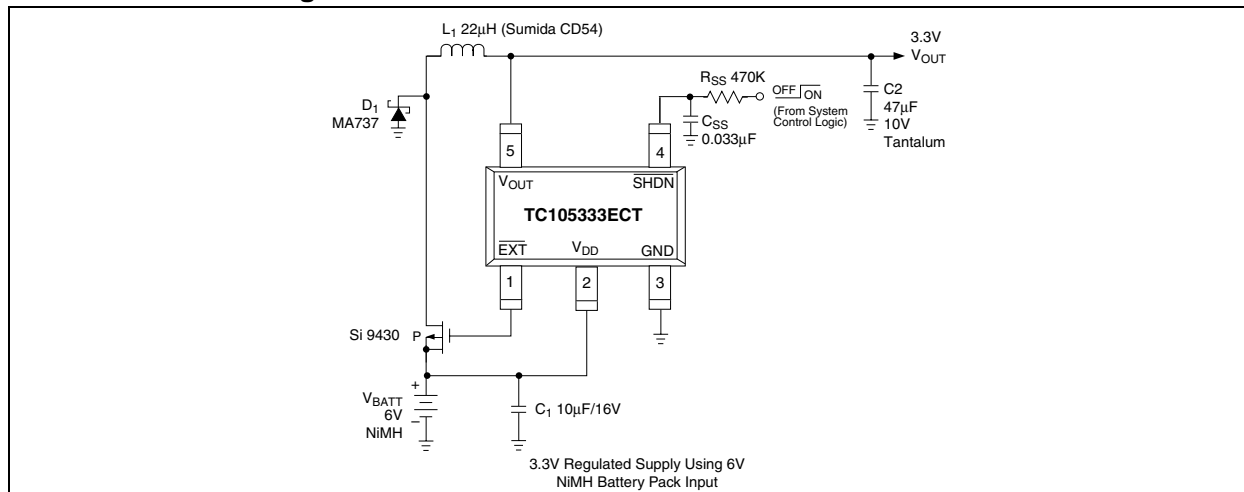 L1 22µH (Sumida CD54)
3.3V
VOUT
RSS 470K
OFF
ON
(From System
Control Logic)
C2
47µF
10V
Tantalum
D1
MA737
CSS
0.033µF
5
4
VOUT
SHDN
TC105333ECT
EXT
VDD
GND
1
2
3
Si 9430
P
+
VBATT
6V
−
NiMH
C1 10µF/16V
3.3V Regulated Supply Using 6V
NiMH Battery Pack Input